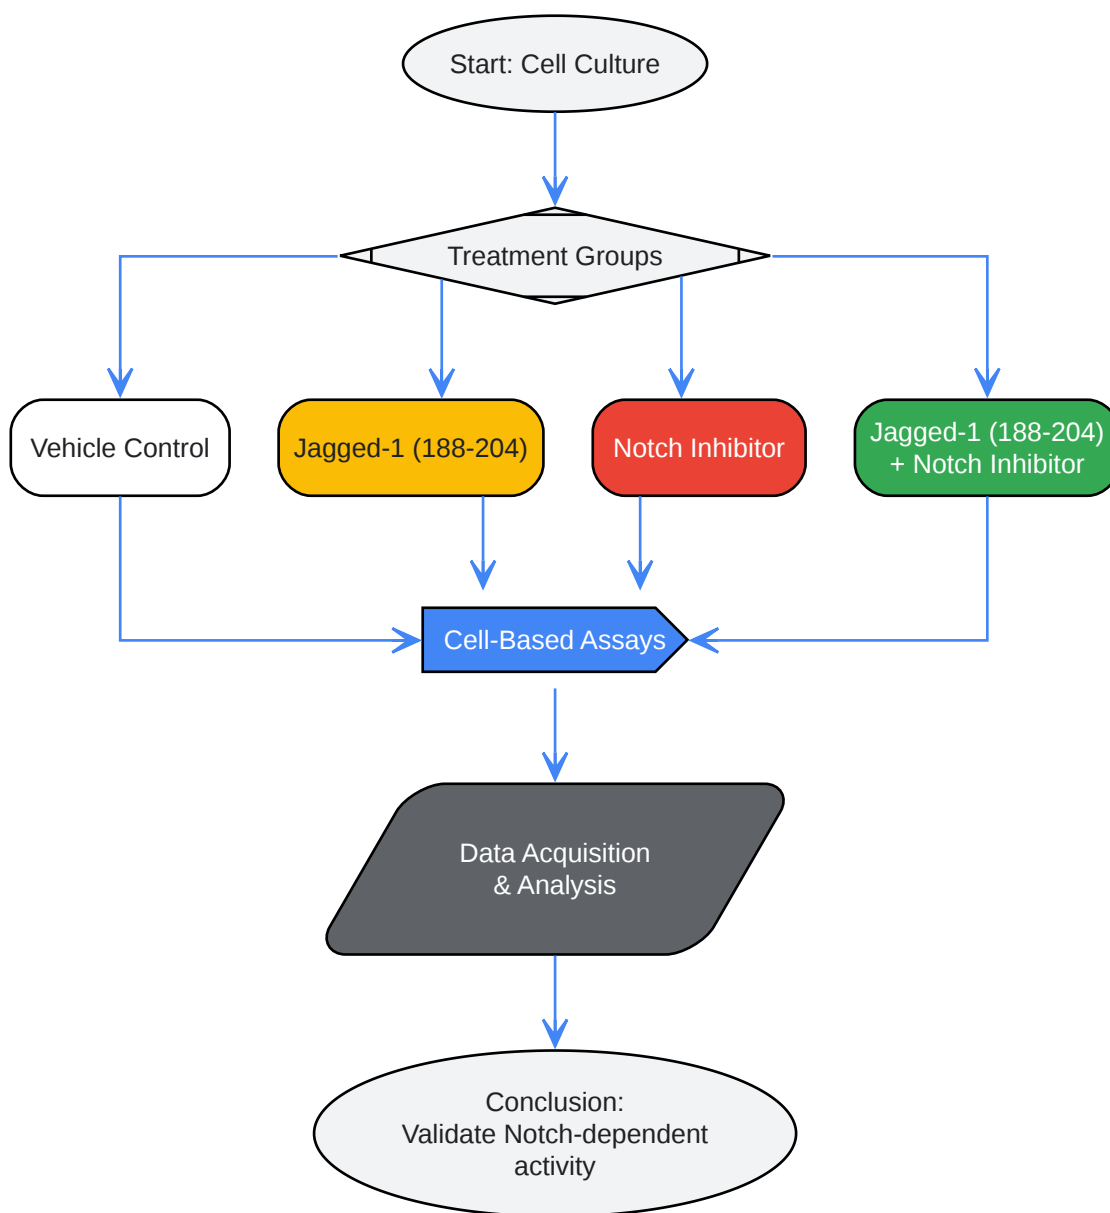 Start: Cell Culture
Treatment Groups
Vehicle Control
Jagged-1 (188-204)
Notch Inhibitor
Jagged-1 (188-204)
+ Notch Inhibitor
Cell-Based Assays
Data Acquisition
& Analysis
Conclusion:
Validate Notch-dependent
activity